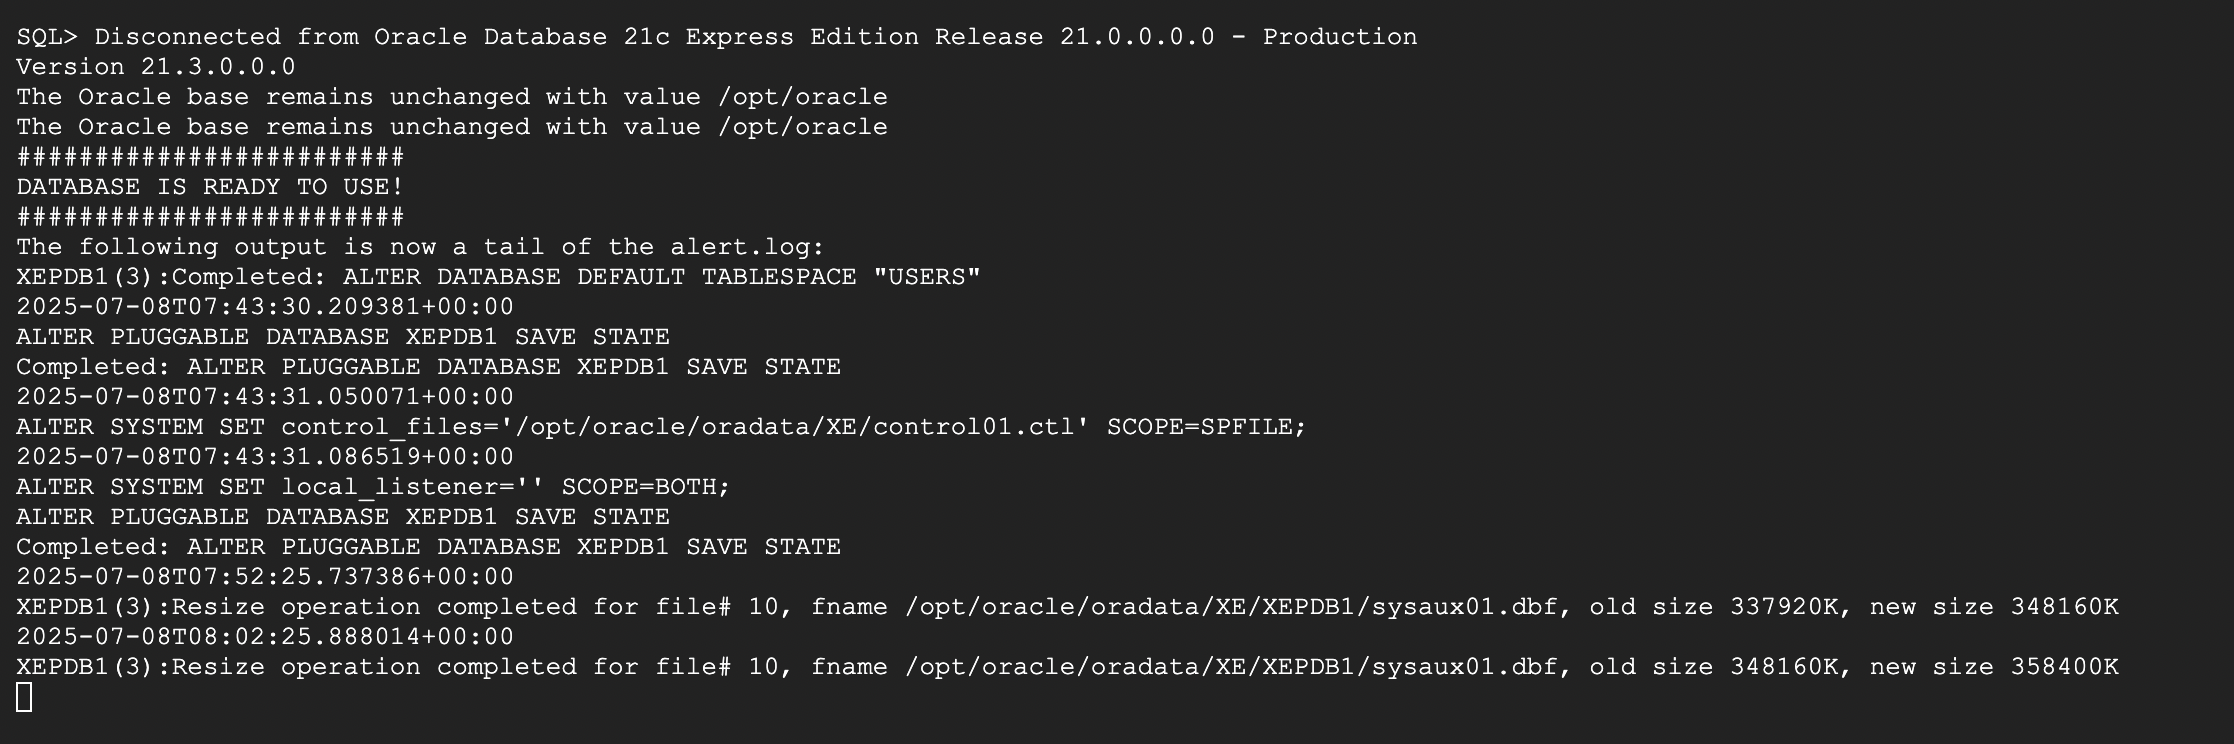 SQL> Disconnected from Oracle Database 21c Express Edition Release 21.0.0.0.0 - Production
Version 21.3.0.0.0
The Oracle base remains unchanged with value /opt/oracle
The Oracle base remains unchanged with value /opt/oracle
#########################
DATABASE IS READY TO USE!
#########################
The following output is now a tail of the alert.log:
XEPDB1(3):Completed: ALTER DATABASE DEFAULT TABLESPACE "USERS"
2025-07-08T07:43:30.209381+00:00
ALTER PLUGGABLE DATABASE XEPDB1 SAVE STATE
Completed: ALTER PLUGGABLE DATABASE XEPDB1 SAVE STATE
2025-07-08T07:43:31.050071+00:00
ALTER SYSTEM SET control_files='/opt/oracle/oradata/XE/control01.ctl' SCOPE=SPFILE;
2025-07-08T07:43:31.086519+00:00
ALTER SYSTEM SET local_listener='' SCOPE=BOTH;
ALTER PLUGGABLE DATABASE XEPDB1 SAVE STATE
Completed: ALTER PLUGGABLE DATABASE XEPDB1 SAVE STATE
2025-07-08T07:52:25.737386+00:00
XEPDB1(3):Resize operation completed for file# 10, fname /opt/oracle/oradata/XE/XEPDB1/sysaux01.dbf, old size 337920K, new size 348160K
2025-07-08T08:02:25.888014+00:00
XEPDB1(3):Resize operation completed for file# 10, fname /opt/oracle/oradata/XE/XEPDB1/sysaux01.dbf, old size 348160K, new size 358400K